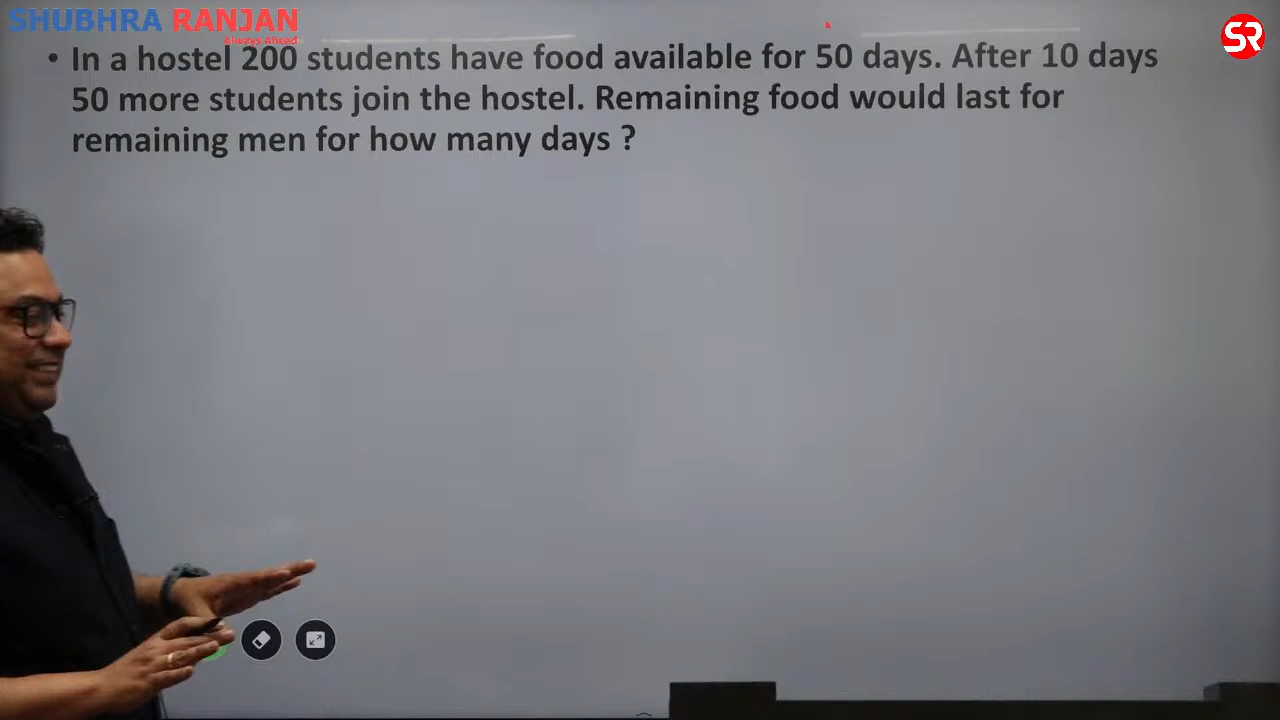 SHUBHRA RANJAN
Always Ahead
SR
• In a hostel 200 students have food available for 50 days. After 10 days
50 more students join the hostel. Remaining food would last for
remaining men for how many days ?